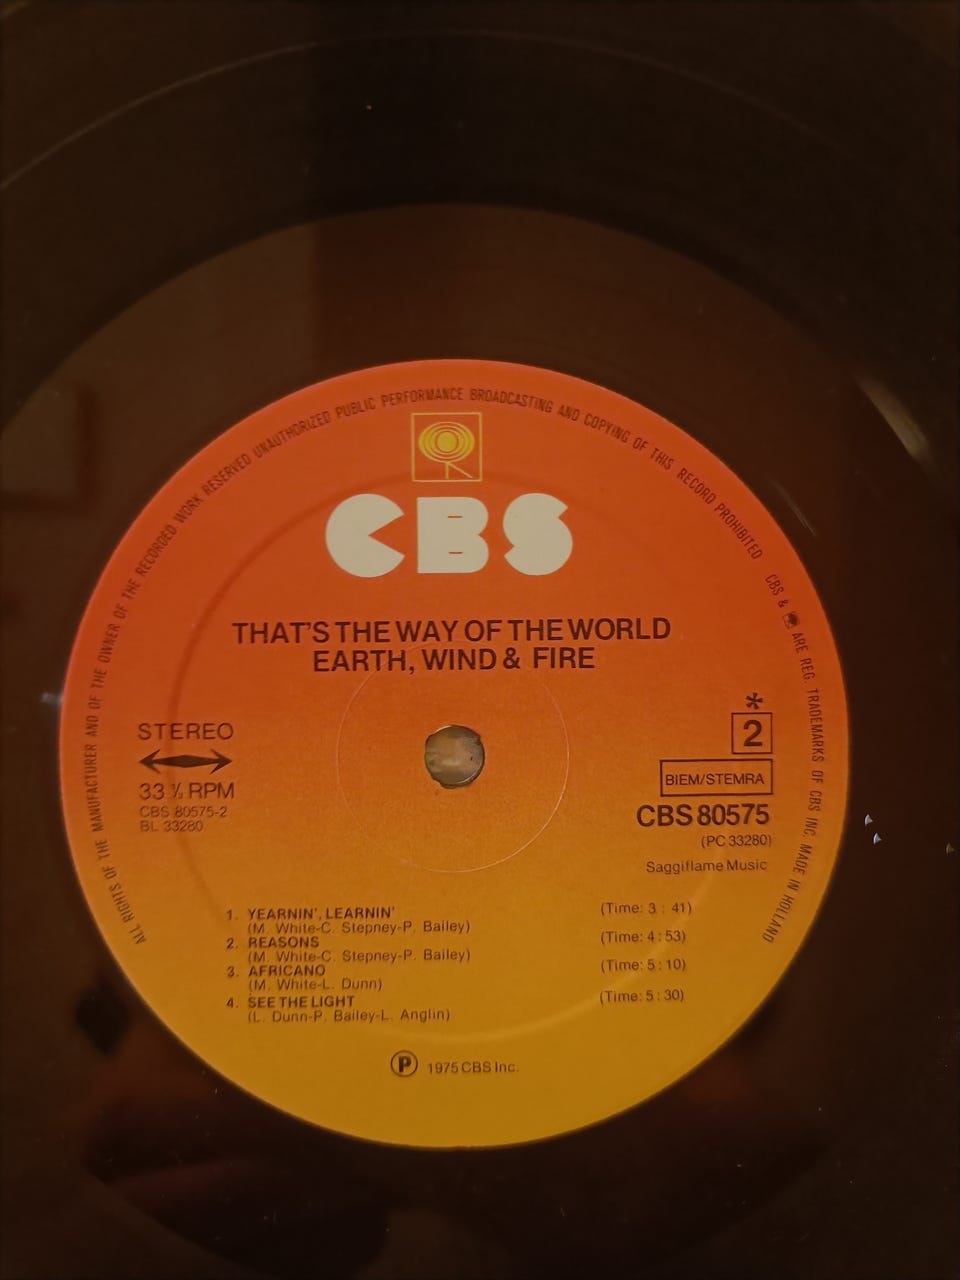 ALL RIGHTS OF THE MANUFACTURER AND OF THE OWNER OF THE RECORDED WORK RESERVED UNAUTHORIZED PUBLIC PERFORMANCE BROADCASTING AND COPYING OF THIS RECORD PROHIBITED
CBS & ARE REG. TRADEMARKS OF CBS INC. MADE IN HOLLAND
CBS
THAT'S THE WAY OF THE WORLD
EARTH, WIND & FIRE
STEREO
33 ⅓ RPM
CBS 80575-2
BL 33280
*
2
BIEM/STEMRA
CBS 80575
(PC 33280)
Saggiflame Music
1. YEARNIN', LEARNIN' (Time: 3 : 41)
(M. White-C. Stepney-P. Bailey)
2. REASONS (Time: 4 : 53)
(M. White-C. Stepney-P. Bailey)
3. AFRICANO (Time: 5 : 10)
(M. White-L. Dunn)
4. SEE THE LIGHT (Time: 5 : 30)
(L. Dunn-P. Bailey-L. Anglin)
℗ 1975 CBS Inc.